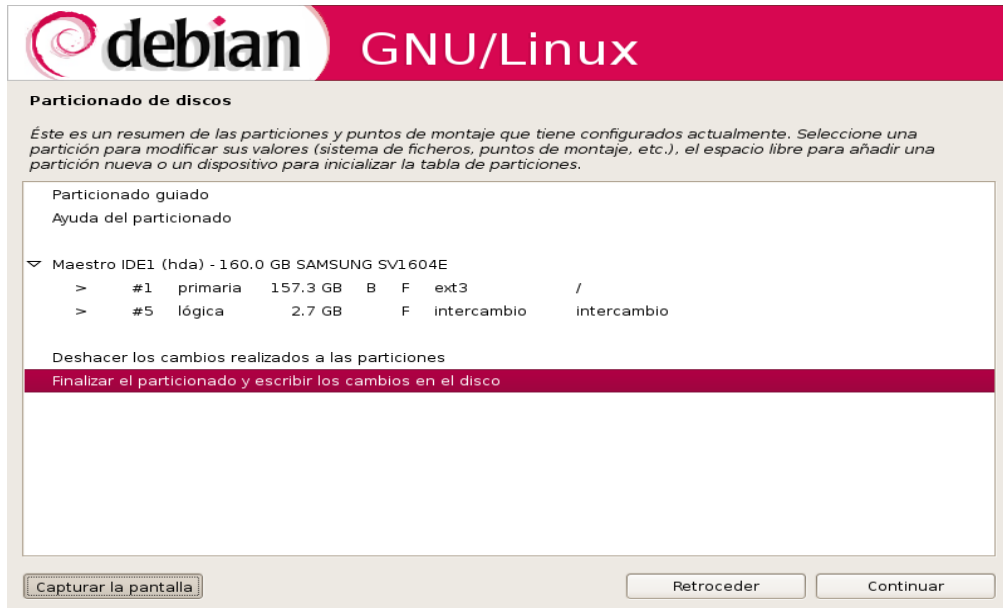 debian GNU/Linux
Particionado de discos
Éste es un resumen de las particiones y puntos de montaje que tiene configurados actualmente. Seleccione una
partición para modificar sus valores (sistema de ficheros, puntos de montaje, etc.), el espacio libre para añadir una
partición nueva o un dispositivo para inicializar la tabla de particiones.
Particionado guiado
Ayuda del particionado
Maestro IDE1 (hda) - 160.0 GB SAMSUNG SV1604E
> #1 primaria 157.3 GB B F ext3 /
> #5 lógica 2.7 GB F intercambio intercambio
Deshacer los cambios realizados a las particiones
Finalizar el particionado y escribir los cambios en el disco
Capturar la pantalla Retroceder Continuar